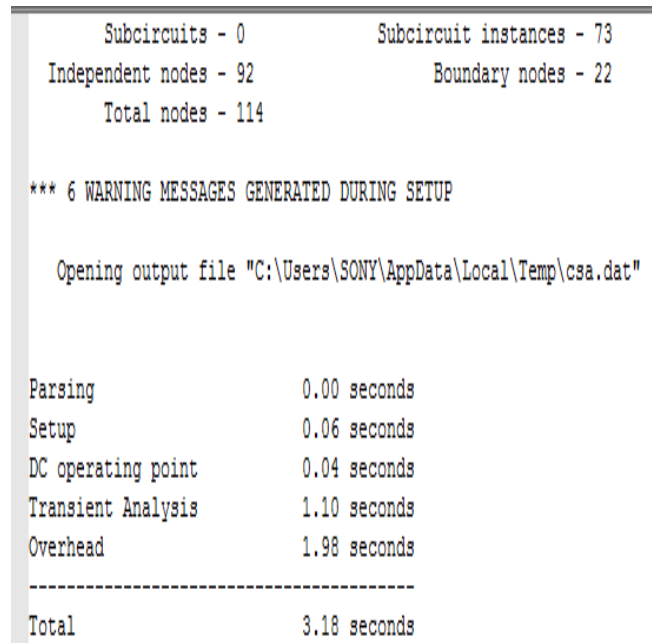 Subcircuits - 0 Subcircuit instances - 73
Independent nodes - 92 Boundary nodes - 22
Total nodes - 114
*** 6 WARNING MESSAGES GENERATED DURING SETUP
Opening output file "C:\Users\SONY\AppData\Local\Temp\csa.dat"
Parsing 0.00 seconds
Setup 0.06 seconds
DC operating point 0.04 seconds
Transient Analysis 1.10 seconds
Overhead 1.98 seconds
-----------------------------------------
Total 3.18 seconds